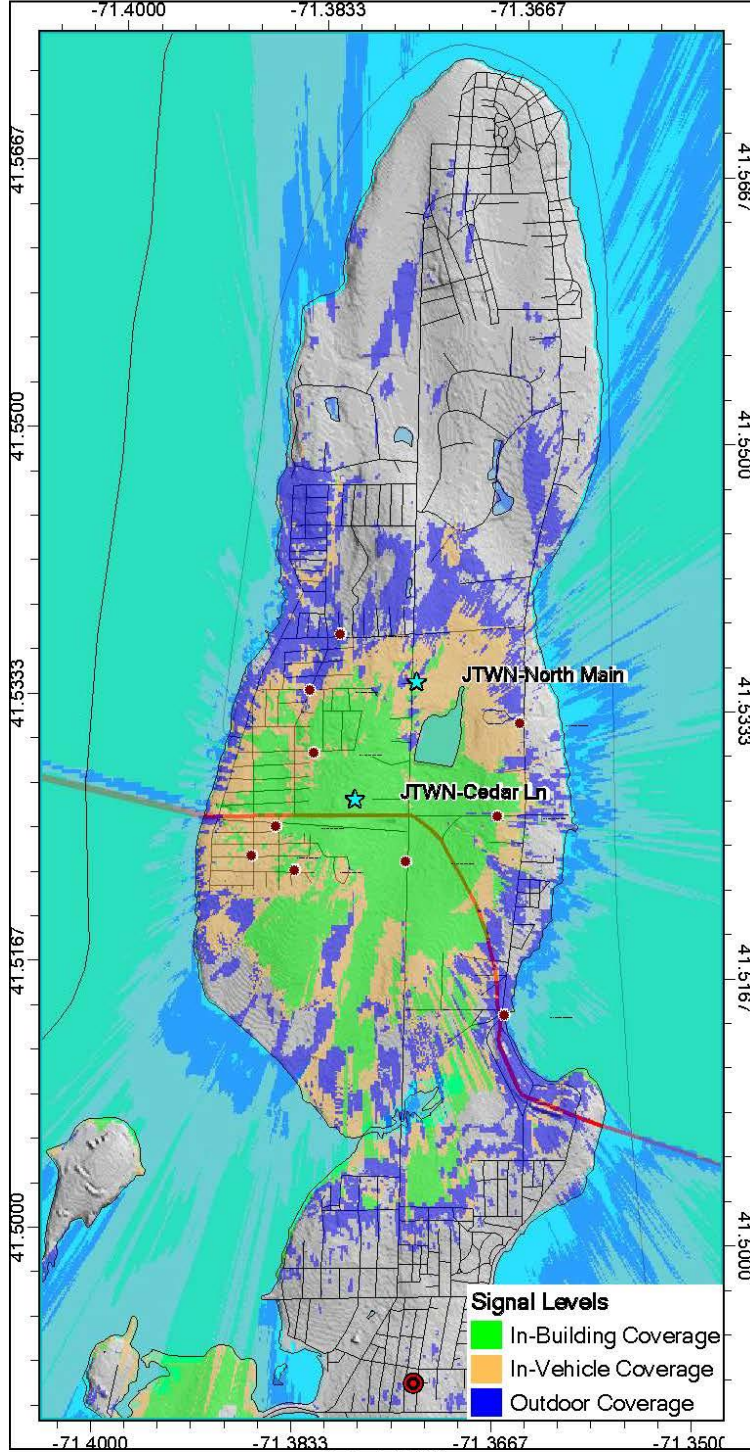 -71.4000 -71.3833 -71.3667
41.5667 41.5667
41.5500 41.5500
JTWN-North Main
41.5333 41.5333
JTWN-Cedar Ln
41.5167 41.5167
41.5000 41.5000
Signal Levels
In-Building Coverage
In-Vehicle Coverage
Outdoor Coverage
-71.4000 -71.3833 -71.3667 -71.3500